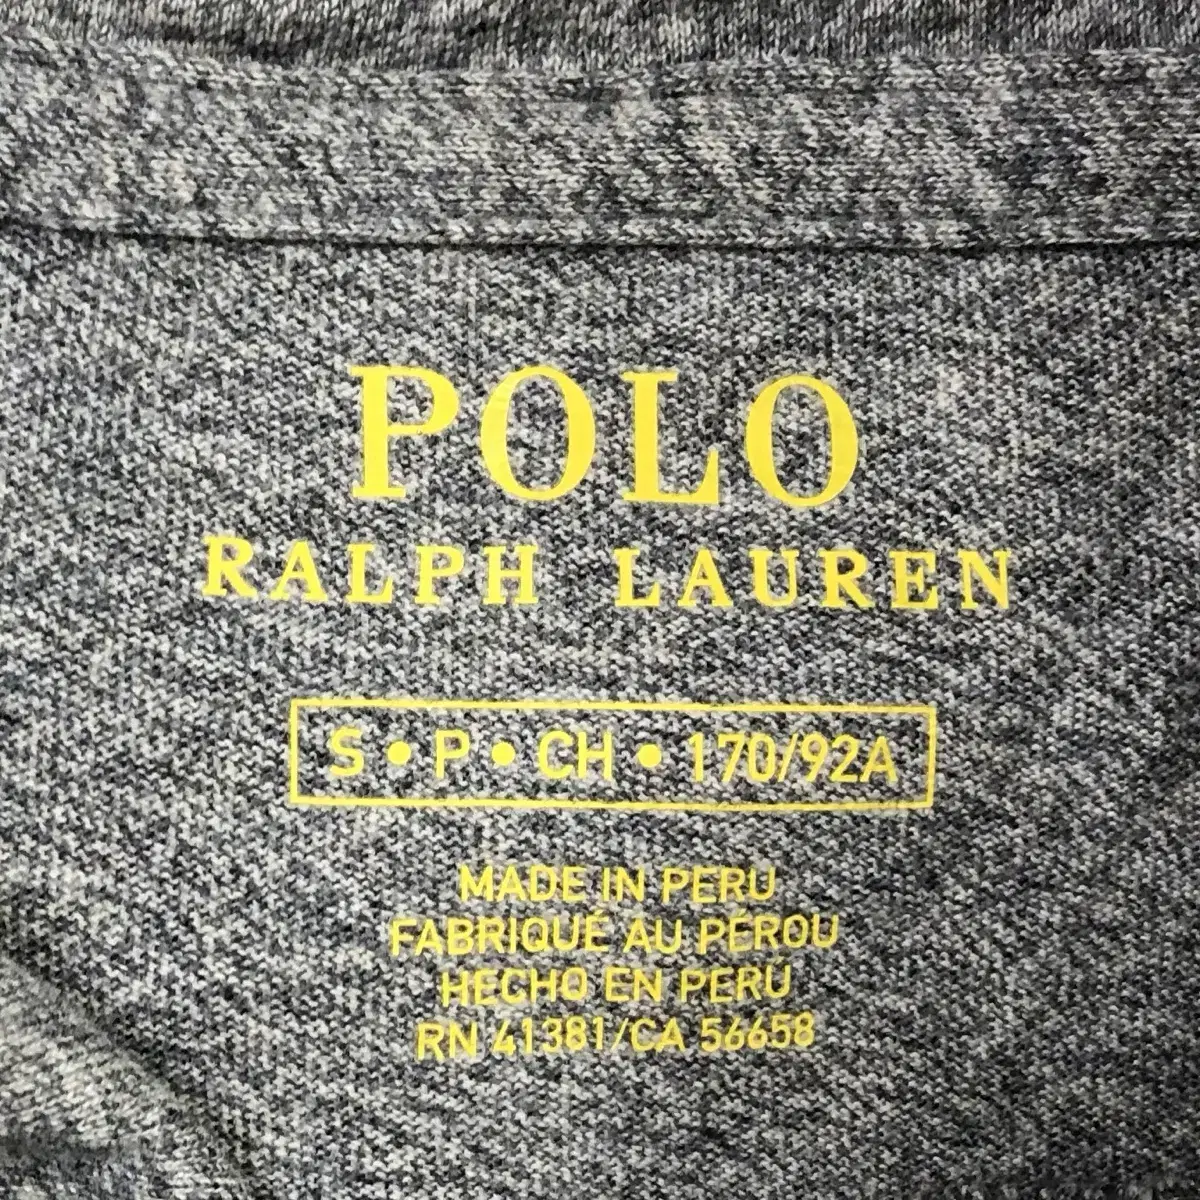 POLO
RALPH LAUREN
S • P • CH • 170/92A
MADE IN PERU
FABRIQUÉ AU PÉROU
HECHO EN PERÚ
RN 41381/CA 56658